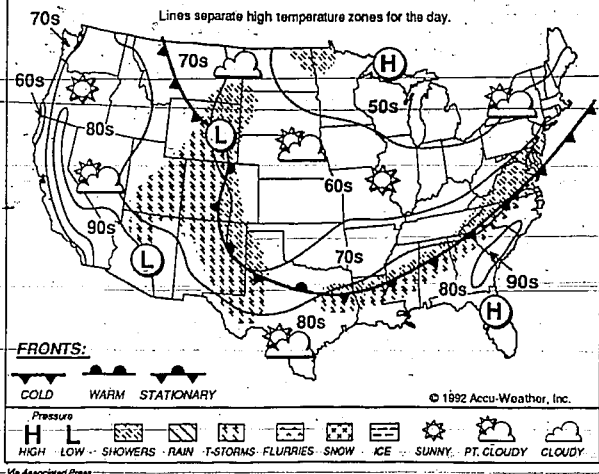 Lines separate high temperature zones for the day.
70s
70s
H
60s
50s
80s
L
60s
90s
70s
L
90s
80s
H
80s
FRONTS:
COLD WARM STATIONARY
© 1992 Accu-Weather, Inc.
Pressure
H L
HIGH LOW SHOWERS RAIN T-STORMS FLURRIES SNOW ICE SUNNY PT. CLOUDY CLOUDY
Via Associated Press